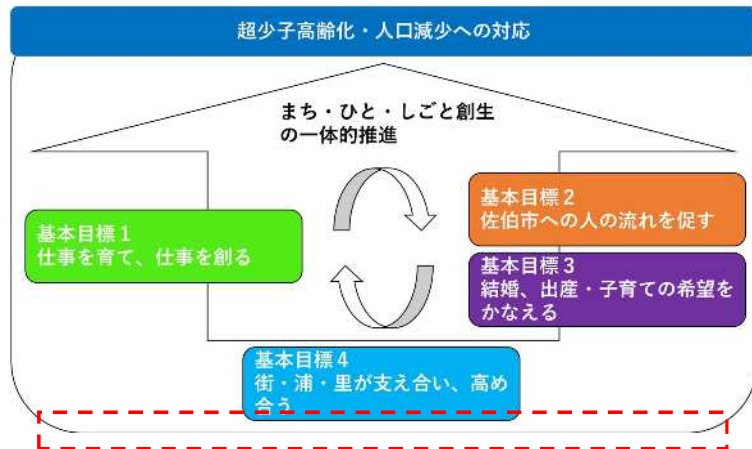 超少子高齢化・人口減少への対応
まち・ひと・しごと創生
の一体的推進
基本目標１
仕事を育て、仕事を創る
基本目標２
佐伯市への人の流れを促す
基本目標３
結婚、出産・子育ての希望を
かなえる
基本目標４
街・浦・里が支え合い、高め
合う